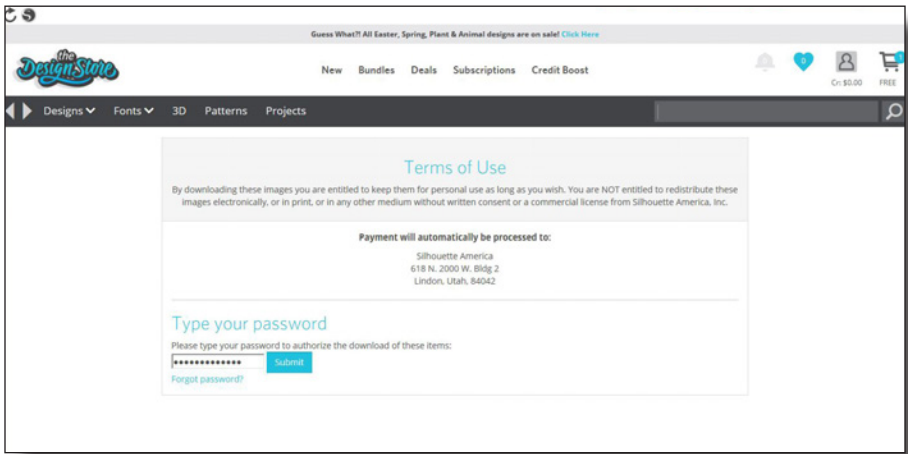 Guess What?! All Easter, Spring, Plant & Animal designs are on sale! Click Here
the
Design Store
New Bundles Deals Subscriptions Credit Boost
0
Cr: $0.00
1
FREE
Designs Fonts 3D Patterns Projects
Terms of Use
By downloading these images you are entitled to keep them for personal use as long as you wish. You are NOT entitled to redistribute these
images electronically, or in print, or in any other medium without written consent or a commercial license from Silhouette America, Inc.
Payment will automatically be processed to:
Silhouette America
618 N. 2000 W. Bldg 2
Lindon, Utah, 84042
Type your password
Please type your password to authorize the download of these items:
•••••••••••••
Submit
Forgot password?